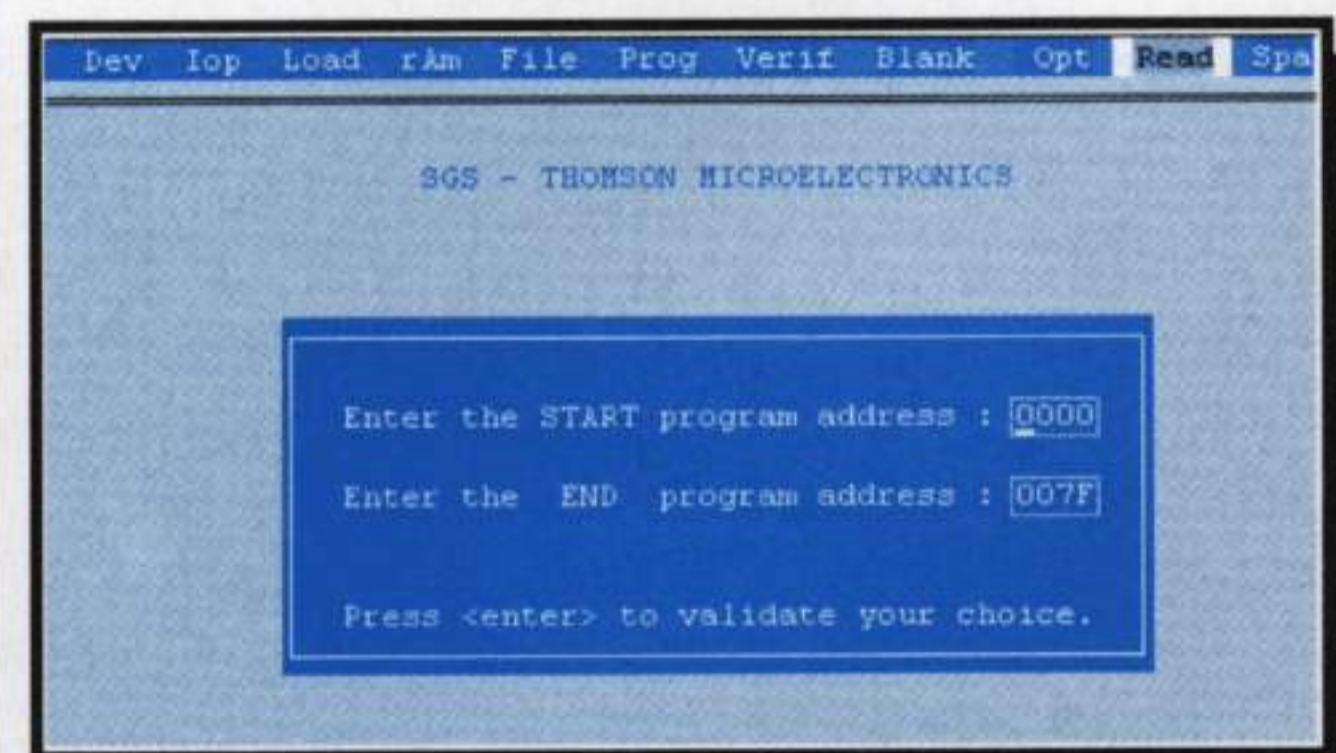 Dev Iop Load rAm File Prog Verif Blank Opt Read Spa
SGS - THOMSON MICROELECTRONICS
Enter the START program address : 0000
Enter the END program address : 007F
Press <enter> to validate your choice.